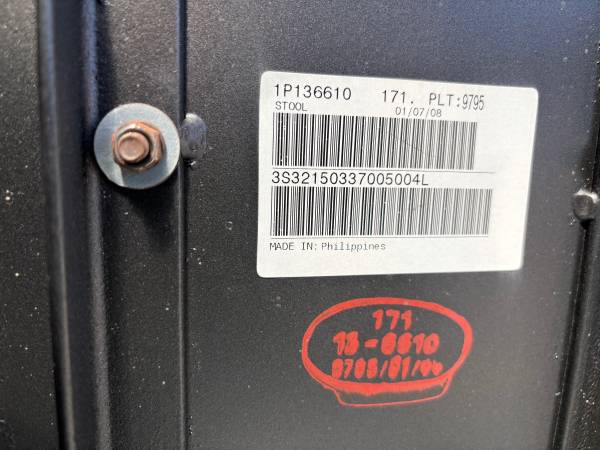 1P136610 171. PLT:9795
STOOL 01/07/08
3S32150337005004L
MADE IN: Philippines
171
13-6610